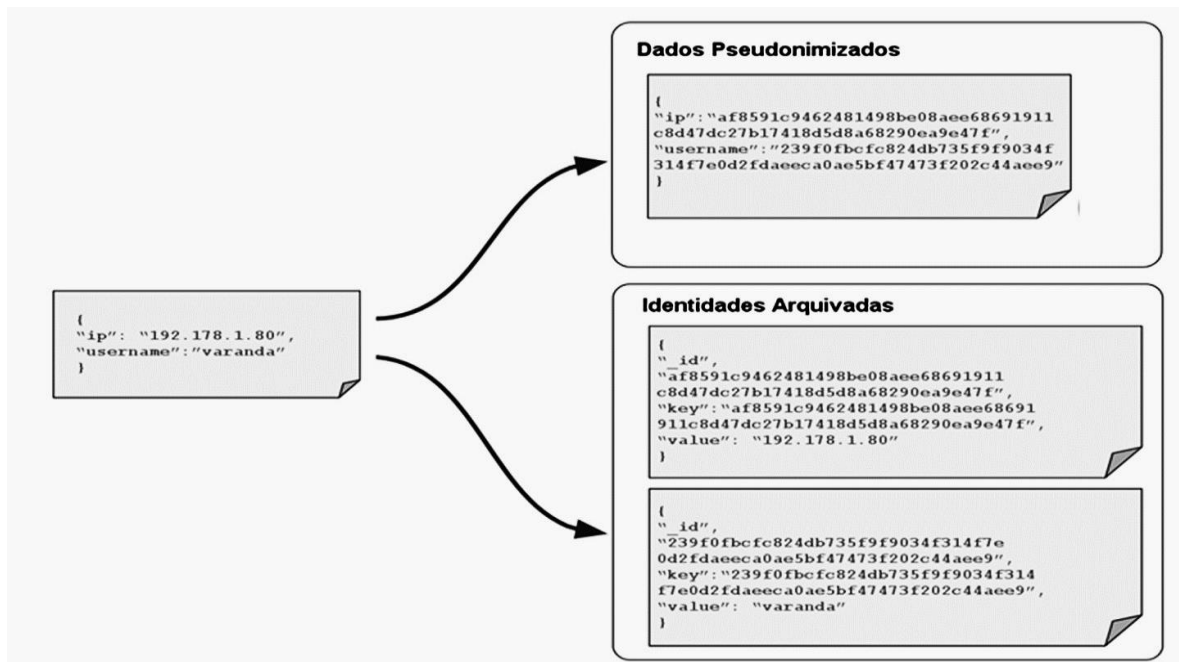 {
“ip”: “192.178.1.80”,
“username”:“varanda”
}
Dados Pseudonimizados
{
“ip”:“af8591c9462481498be08aee68691911
c8d47dc27b17418d5d8a68290ea9e47f”,
“username”:“239f0fbcfc824db735f9f9034f
314f7e0d2fdaeeca0ae5bf47473f202c44aee9”
}
Identidades Arquivadas
{
“_id”,
“af8591c9462481498be08aee68691911
c8d47dc27b17418d5d8a68290ea9e47f”,
“key”:“af8591c9462481498be08aee68691
911c8d47dc27b17418d5d8a68290ea9e47f”,
“value”: “192.178.1.80”
}
{
“_id”,
“239f0fbcfc824db735f9f9034f314f7e
0d2fdaeeca0ae5bf47473f202c44aee9”,
“key”:“239f0fbcfc824db735f9f9034f314
f7e0d2fdaeeca0ae5bf47473f202c44aee9”,
“value”: “varanda”
}